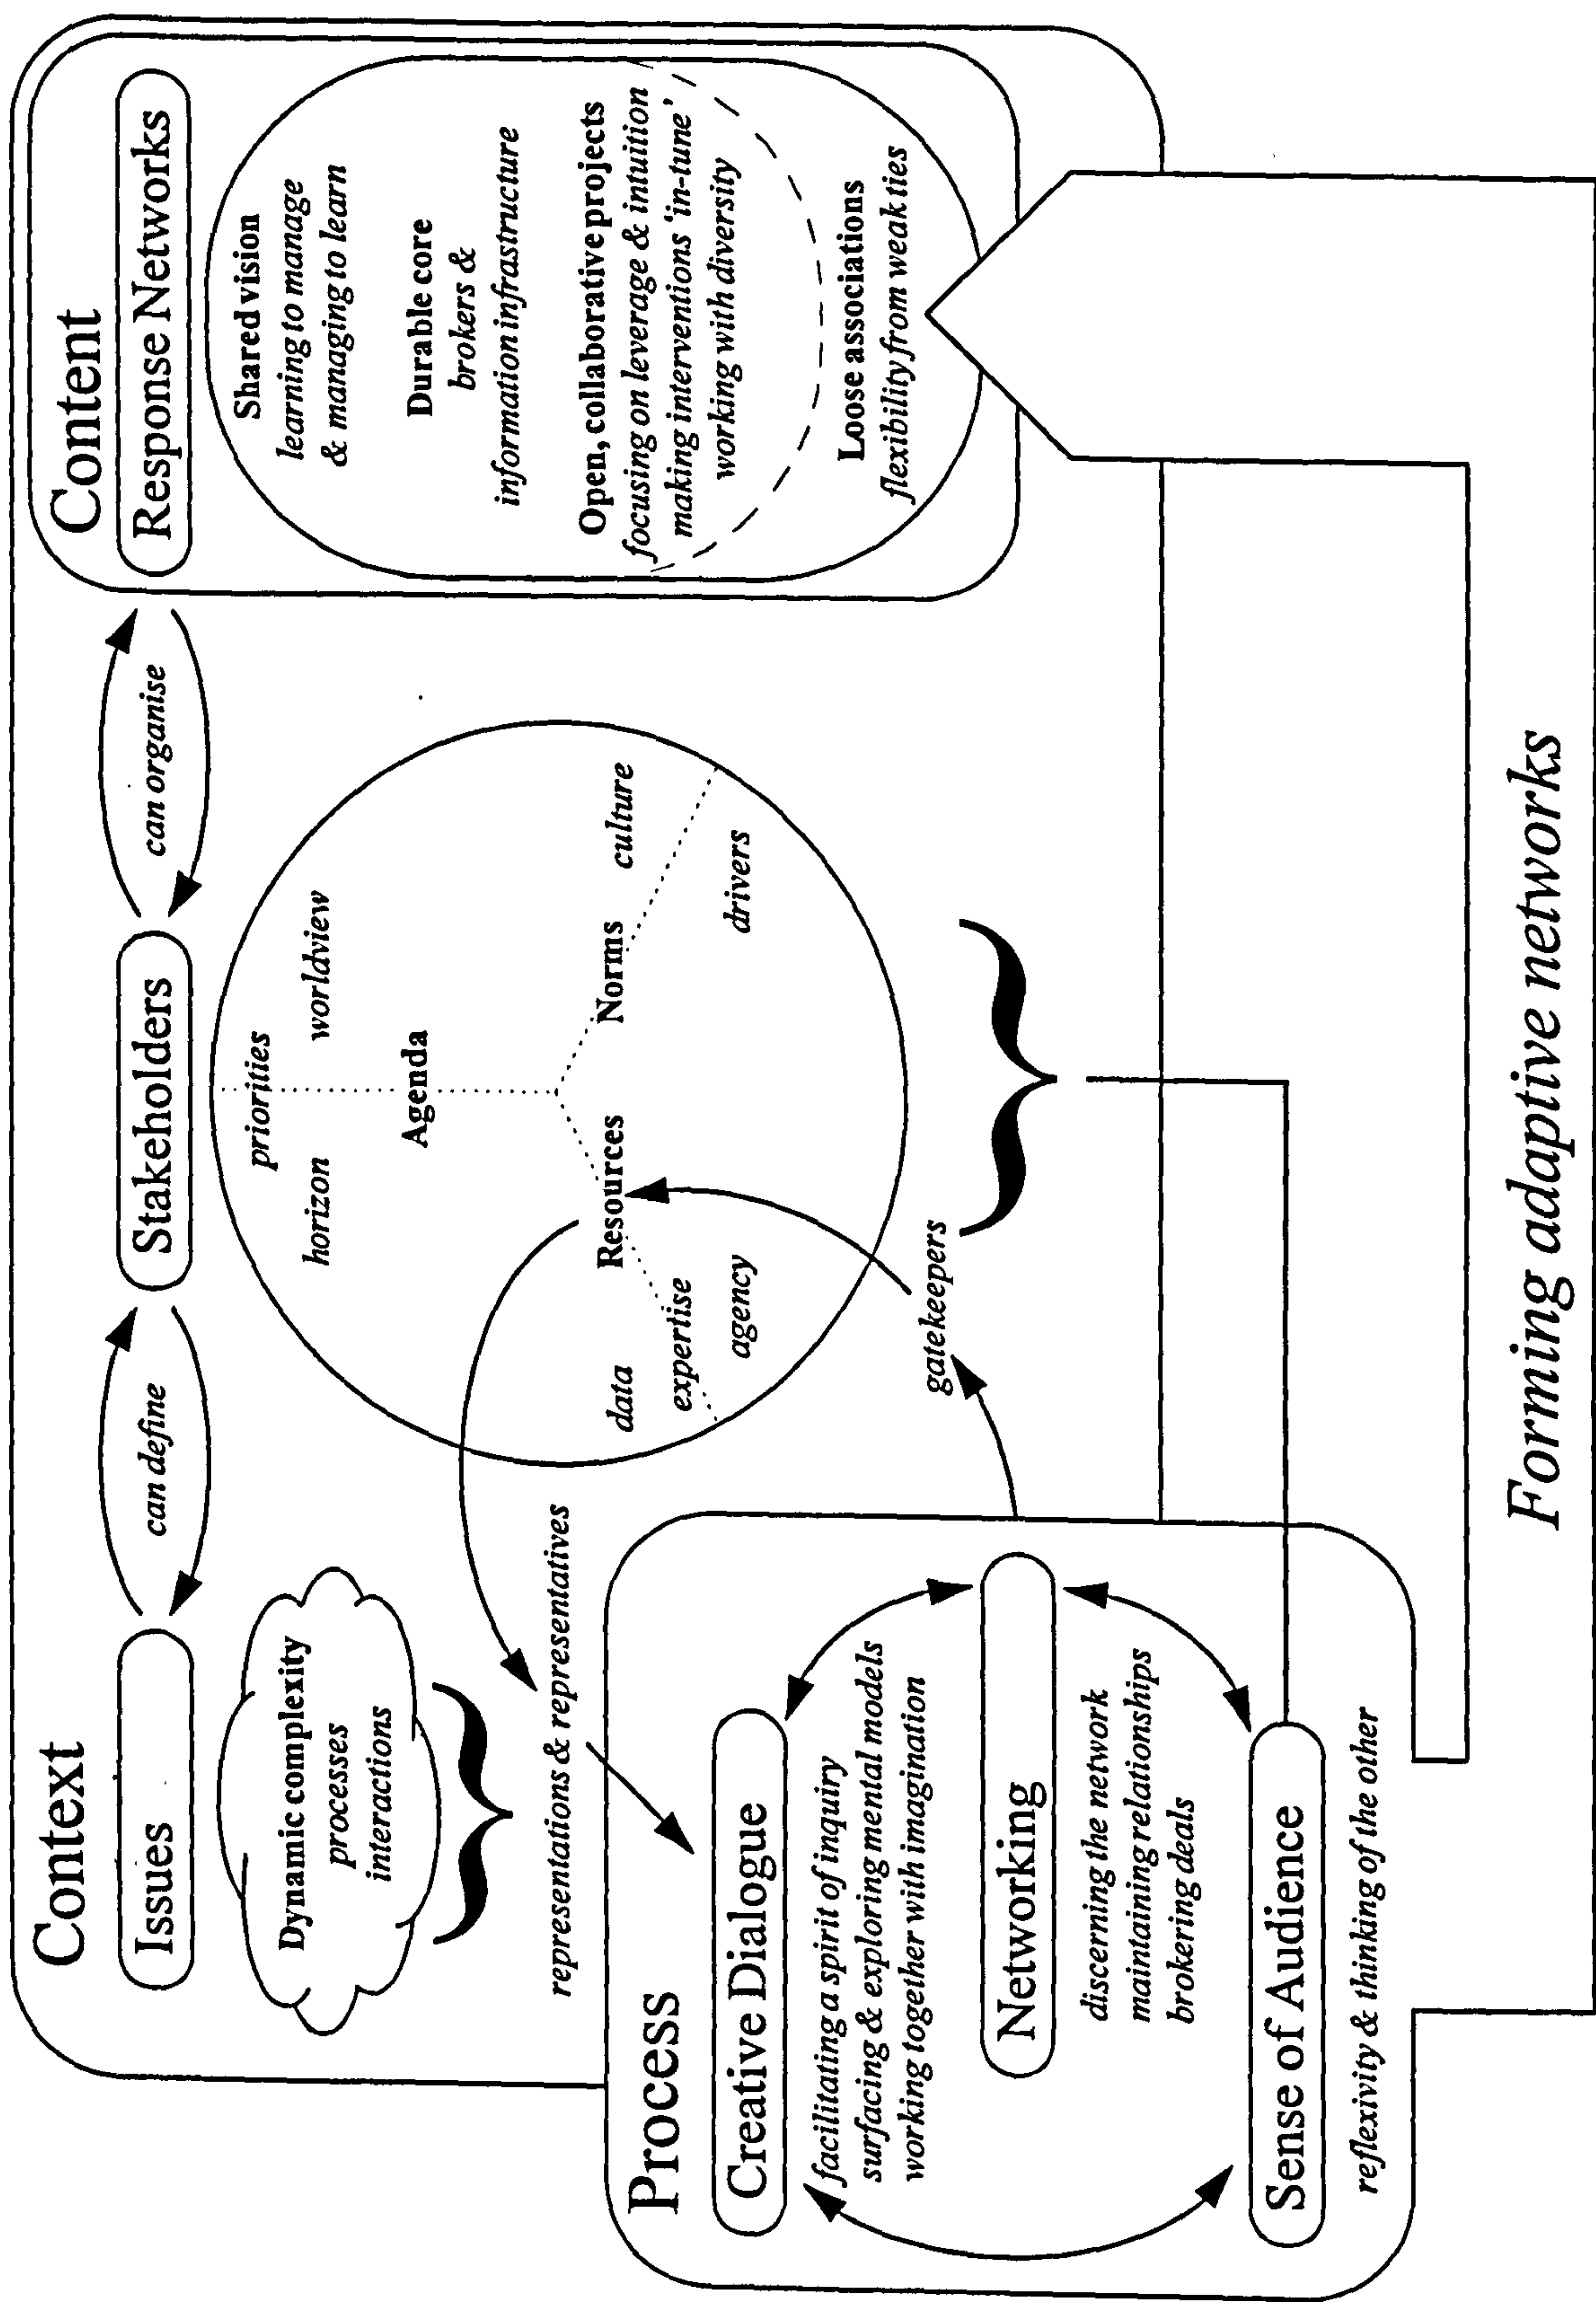 Context
Issues
can define
Stakeholders
can organise
Content
Response Networks
Dynamic complexity
processes
interactions
representations & representatives
priorities
horizon
worldview
Agenda
Resources
Norms
data
culture
expertise
agency
drivers
gatekeepers
Shared vision
learning to manage
& managing to learn
Durable core
brokers &
information infrastructure
Open, collaborative projects
focusing on leverage & intuition
making interventions 'in-tune'
working with diversity
Loose associations
flexibility from weak ties
Process
Creative Dialogue
facilitating a spirit of inquiry
surfacing & exploring mental models
working together with imagination
Networking
discerning the network
maintaining relationships
brokering deals
Sense of Audience
reflexivity & thinking of the other
Forming adaptive networks